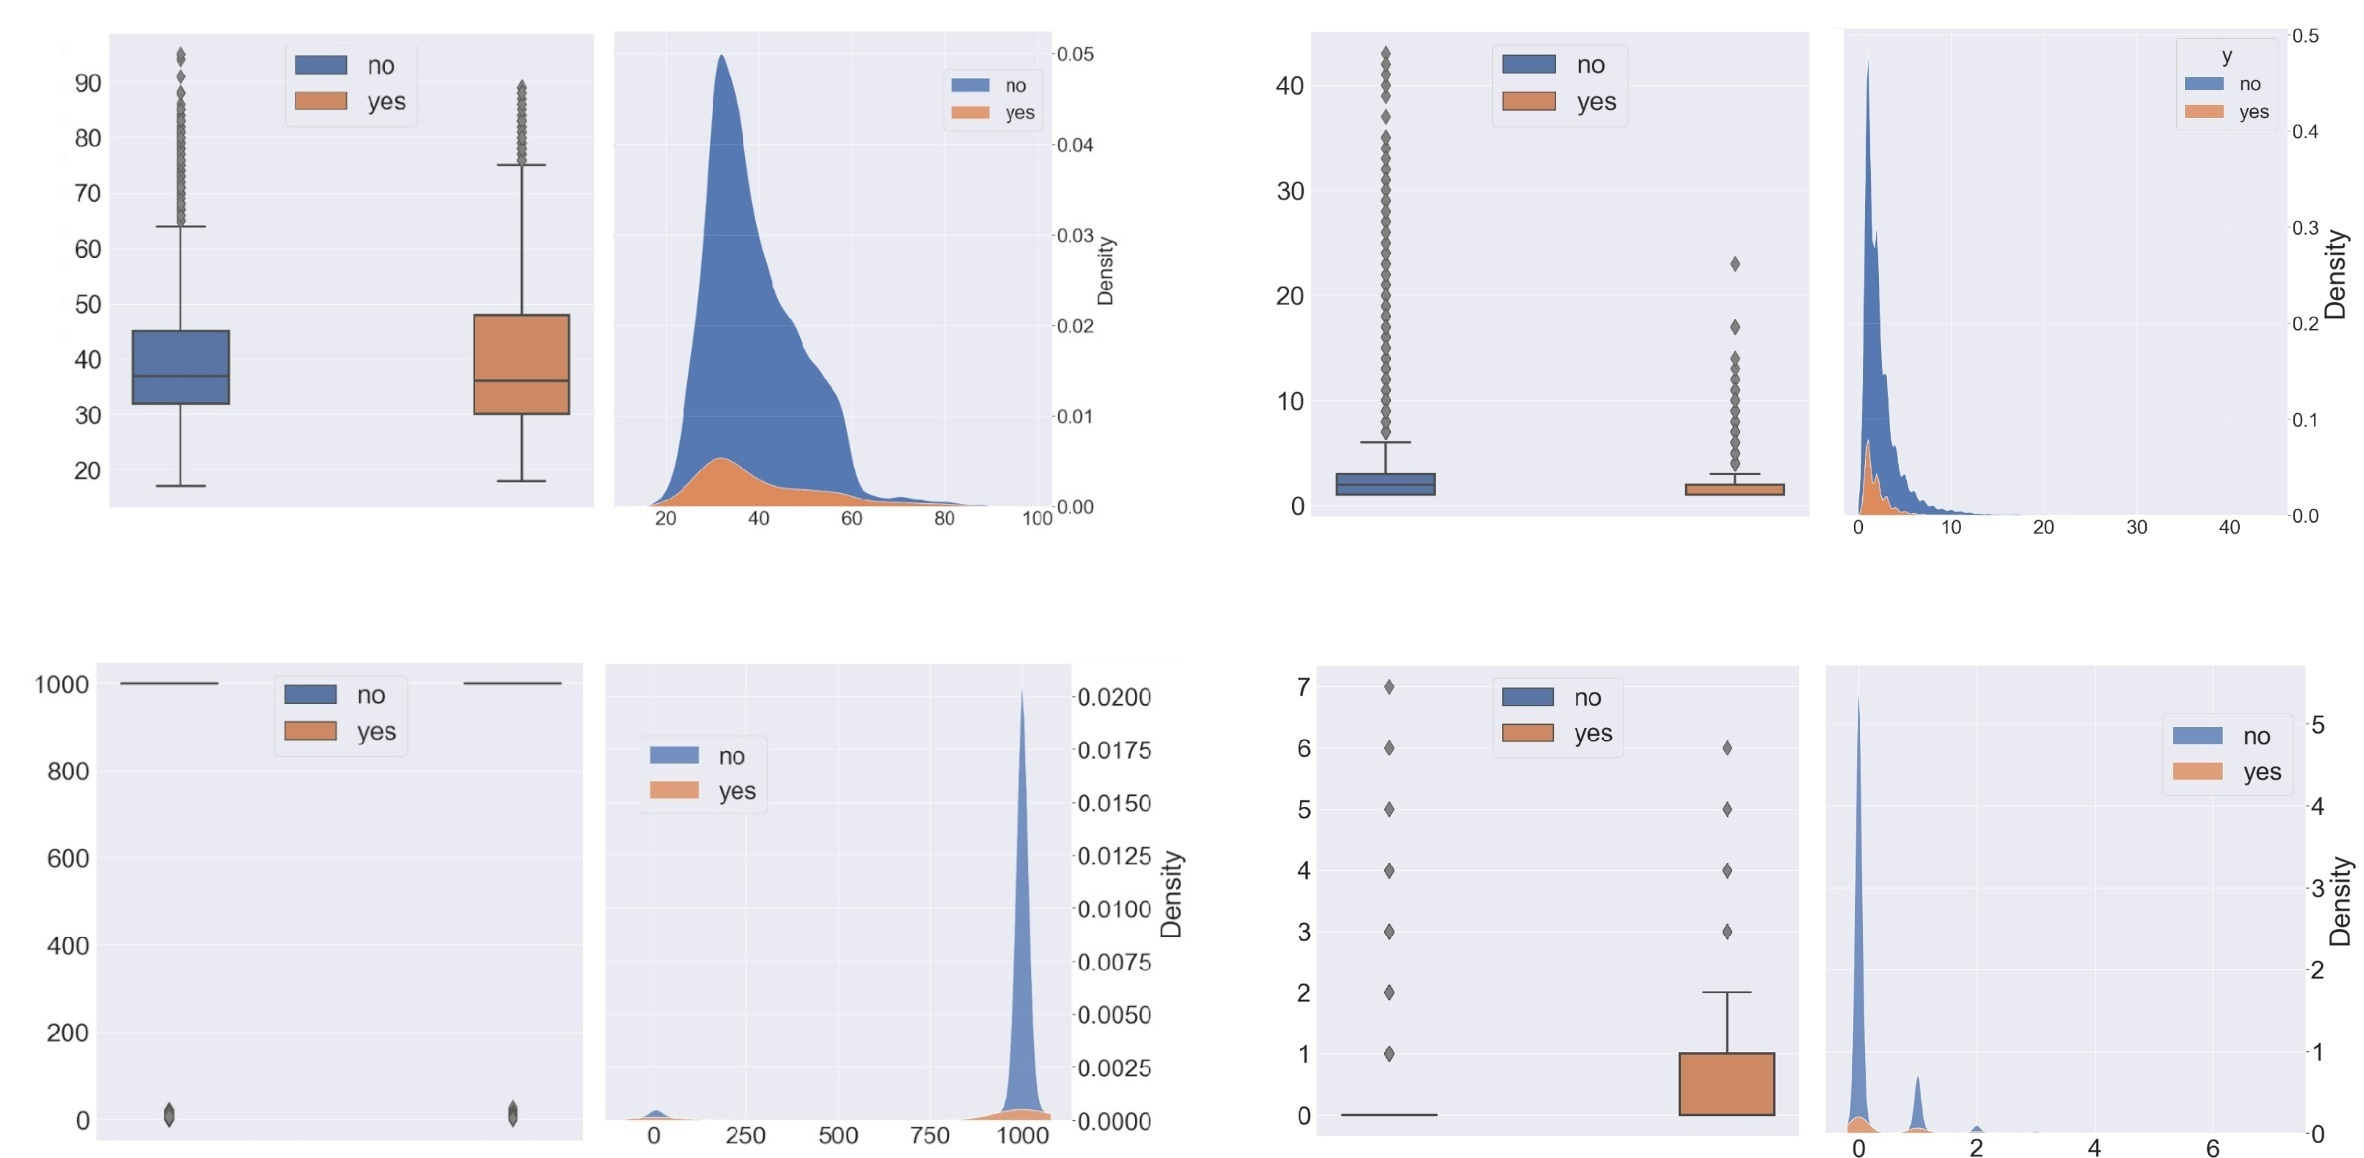 90
80
70
60
50
40
30
20
no
yes
no
yes
0.05
0.04
0.03
0.02
0.01
0.00
Density
20 40 60 80 100
40
30
20
10
0
no
yes
y
no
yes
0.5
0.4
0.3
0.2
0.1
0.0
Density
0 10 20 30 40
1000
800
600
400
200
0
no
yes
no
yes
0.0200
0.0175
0.0150
0.0125
0.0100
0.0075
0.0050
0.0025
0.0000
Density
0 250 500 750 1000
7
6
5
4
3
2
1
0
no
yes
no
yes
5
4
3
2
1
0
Density
0 2 4 6